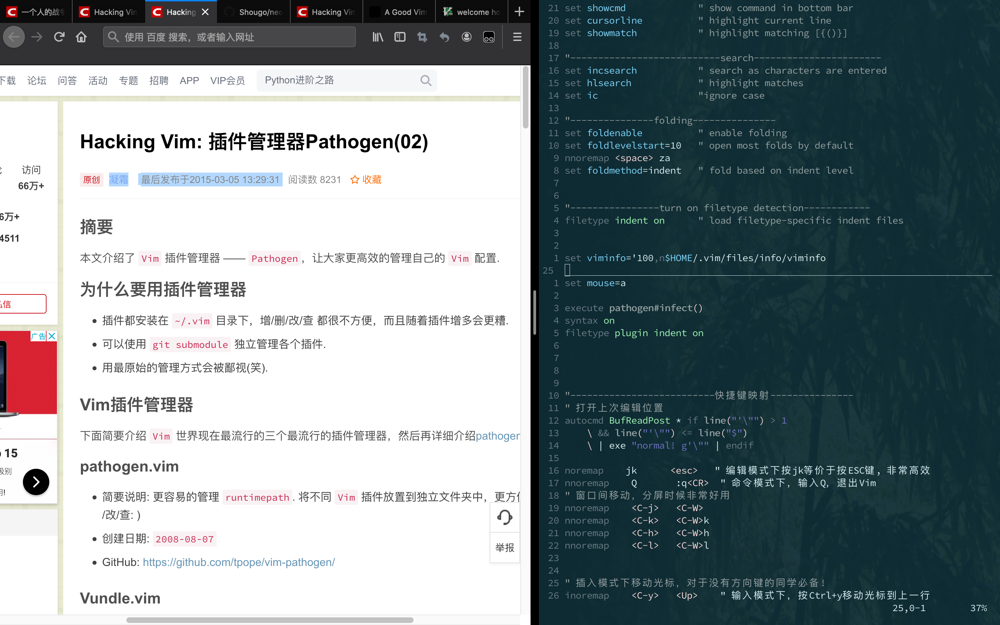 一个人的战争
Hacking Vim
Hacking
Shougo/neo
Hacking Vim
A Good Vim
welcome ho
使用 百度 搜索，或者输入网址
下载 论坛 问答 活动 专题 招聘 APP VIP会员 Python进阶之路
Hacking Vim: 插件管理器Pathogen(02)
原创 凝霜 最后发布于2015-03-05 13:29:31 阅读数 8231 收藏
访问
66万+
6万+
4511
私信
广告
15
级别
摘要
本文介绍了 Vim 插件管理器 —— Pathogen，让大家更高效的管理自己的 Vim 配置.
为什么要用插件管理器
插件都安装在 ~/.vim 目录下，增/删/改/查 都很不方便，而且随着插件增多会更糟.
可以使用 git submodule 独立管理各个插件.
用最原始的管理方式会被鄙视(笑).
Vim插件管理器
下面简要介绍 Vim 世界现在最流行的三个最流行的插件管理器，然后再详细介绍pathogen
pathogen.vim
简要说明: 更容易的管理 runtimepath. 将不同 Vim 插件放置到独立文件夹中，更方便
/改/查: )
创建日期: 2008-08-07
GitHub: https://github.com/tpope/vim-pathogen/
Vundle.vim
举报
21 set showcmd " show command in bottom bar
20 set cursorline " highlight current line
19 set showmatch " highlight matching [{()}]
18
17 "---------------------------search-----------------------
16 set incsearch " search as characters are entered
15 set hlsearch " highlight matches
14 set ic "ignore case
13
12 "---------------folding---------------
11 set foldenable " enable folding
10 set foldlevelstart=10 " open most folds by default
9 nnoremap <space> za
8 set foldmethod=indent " fold based on indent level
7
6
5 "----------------turn on filetype detection------------
4 filetype indent on " load filetype-specific indent files
3
2
1 set viminfo='100,n$HOME/.vim/files/info/viminfo
25
1 set mouse=a
2
3 execute pathogen#infect()
4 syntax on
5 filetype plugin indent on
6
7
8
9
10 "--------------------------快捷键映射---------------
11 " 打开上次编辑位置
12 autocmd BufReadPost * if line("'\"") > 1
13 \ && line("'\"") <= line("$")
14 \ | exe "normal! g'\"" | endif
15
16 noremap jk <esc> " 编辑模式下按jk等价于按ESC键，非常高效
17 nnoremap Q :q<CR> " 命令模式下，输入Q，退出Vim
18 " 窗口间移动，分屏时候非常好用
19 nnoremap <C-j> <C-W>
20 nnoremap <C-k> <C-W>k
21 nnoremap <C-h> <C-W>h
22 nnoremap <C-l> <C-W>l
23
24
25 " 插入模式下移动光标，对于没有方向键的同学必备！
26 inoremap <C-y> <Up> " 输入模式下，按Ctrl+y移动光标到上一行
25,0-1 37%